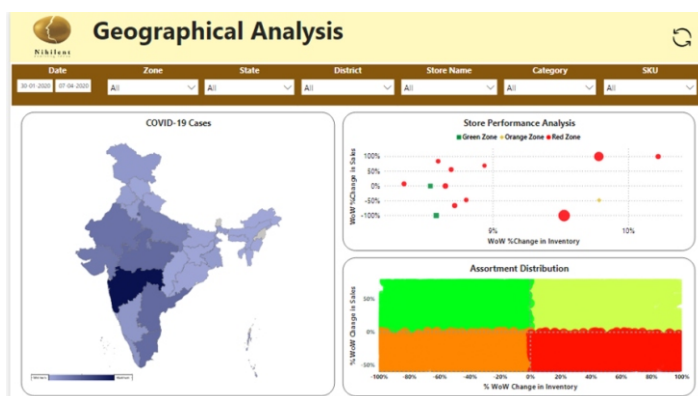 Nihilent
Geographical Analysis
Date
Zone
State
District
Store Name
Category
SKU
30-01-2020
07-04-2020
All
All
All
All
All
All
COVID-19 Cases
Store Performance Analysis
Green Zone
Orange Zone
Red Zone
WoW %Change in Sales
100%
50%
0%
-50%
-100%
9%
10%
WoW %Change in Inventory
Assortment Distribution
% WoW Change in Sales
50%
0%
-50%
-100%
-80%
-60%
-40%
-20%
0%
20%
40%
60%
80%
100%
% WoW Change in Inventory